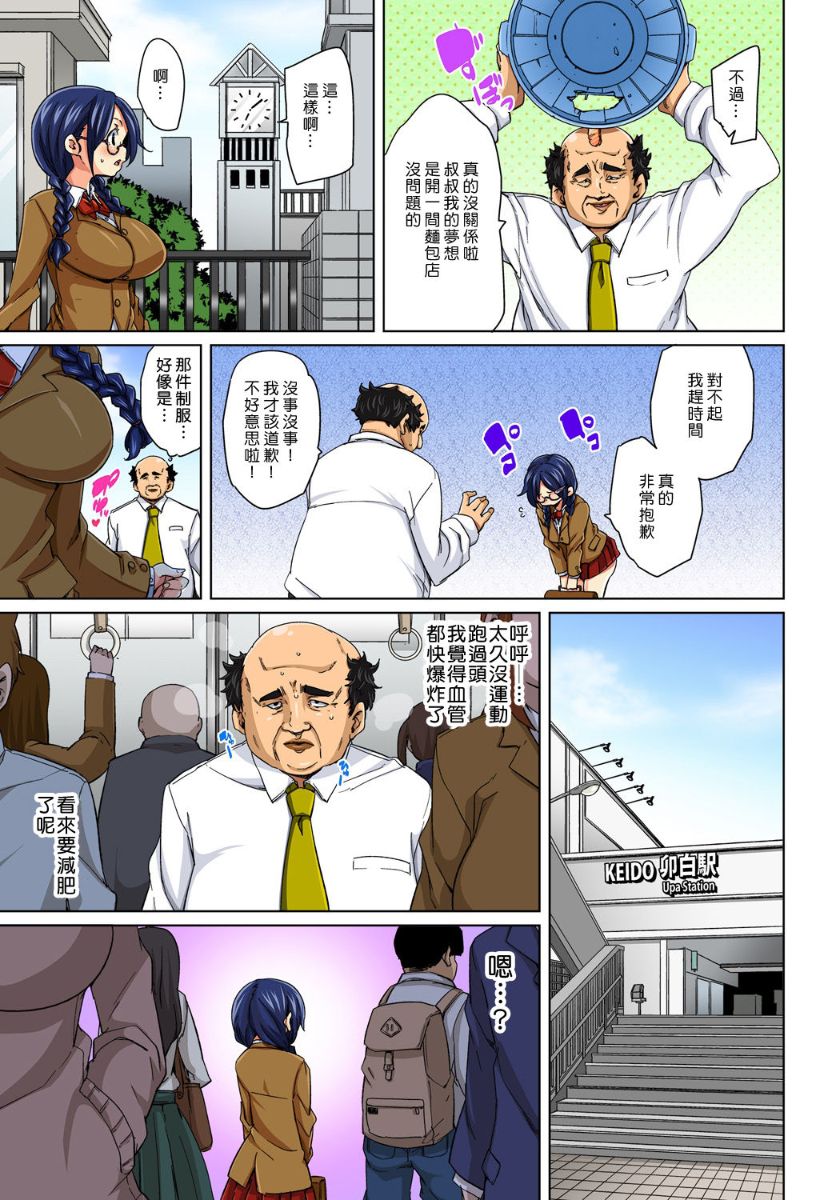 不過…
真的沒關係啦
叔叔我的夢想
是開一間麵包店
沒問題的
ずぼっ
這…
這樣啊…
啊…
對不起
我趕時間
真的
非常抱歉
ペコ
ペコ
沒事沒事！
我才該道歉！
不好意思啦！
那件制服…
好像是…
KEIDO 卯白駅
Upa Station
呼呼…
太久沒運動
跑過頭
我覺得血管
都快爆炸了
看來要減肥
了呢
嗯…？